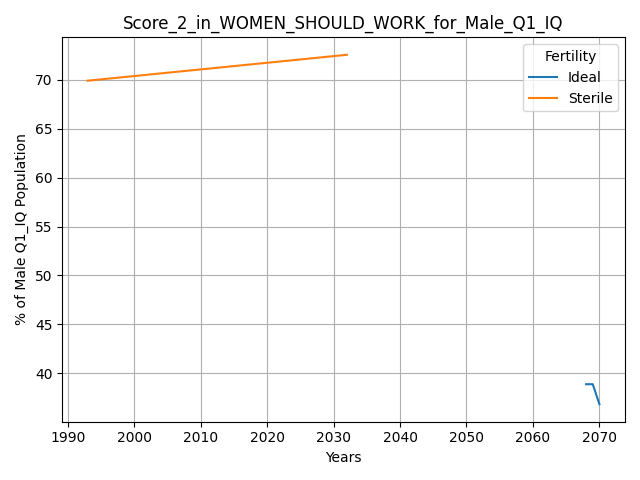 Score_2_in_WOMEN_SHOULD_WORK_for_Male_Q1_IQ
Fertility
Ideal
Sterile
% of Male Q1_IQ Population
70
65
60
55
50
45
40
1990 2000 2010 2020 2030 2040 2050 2060 2070
Years